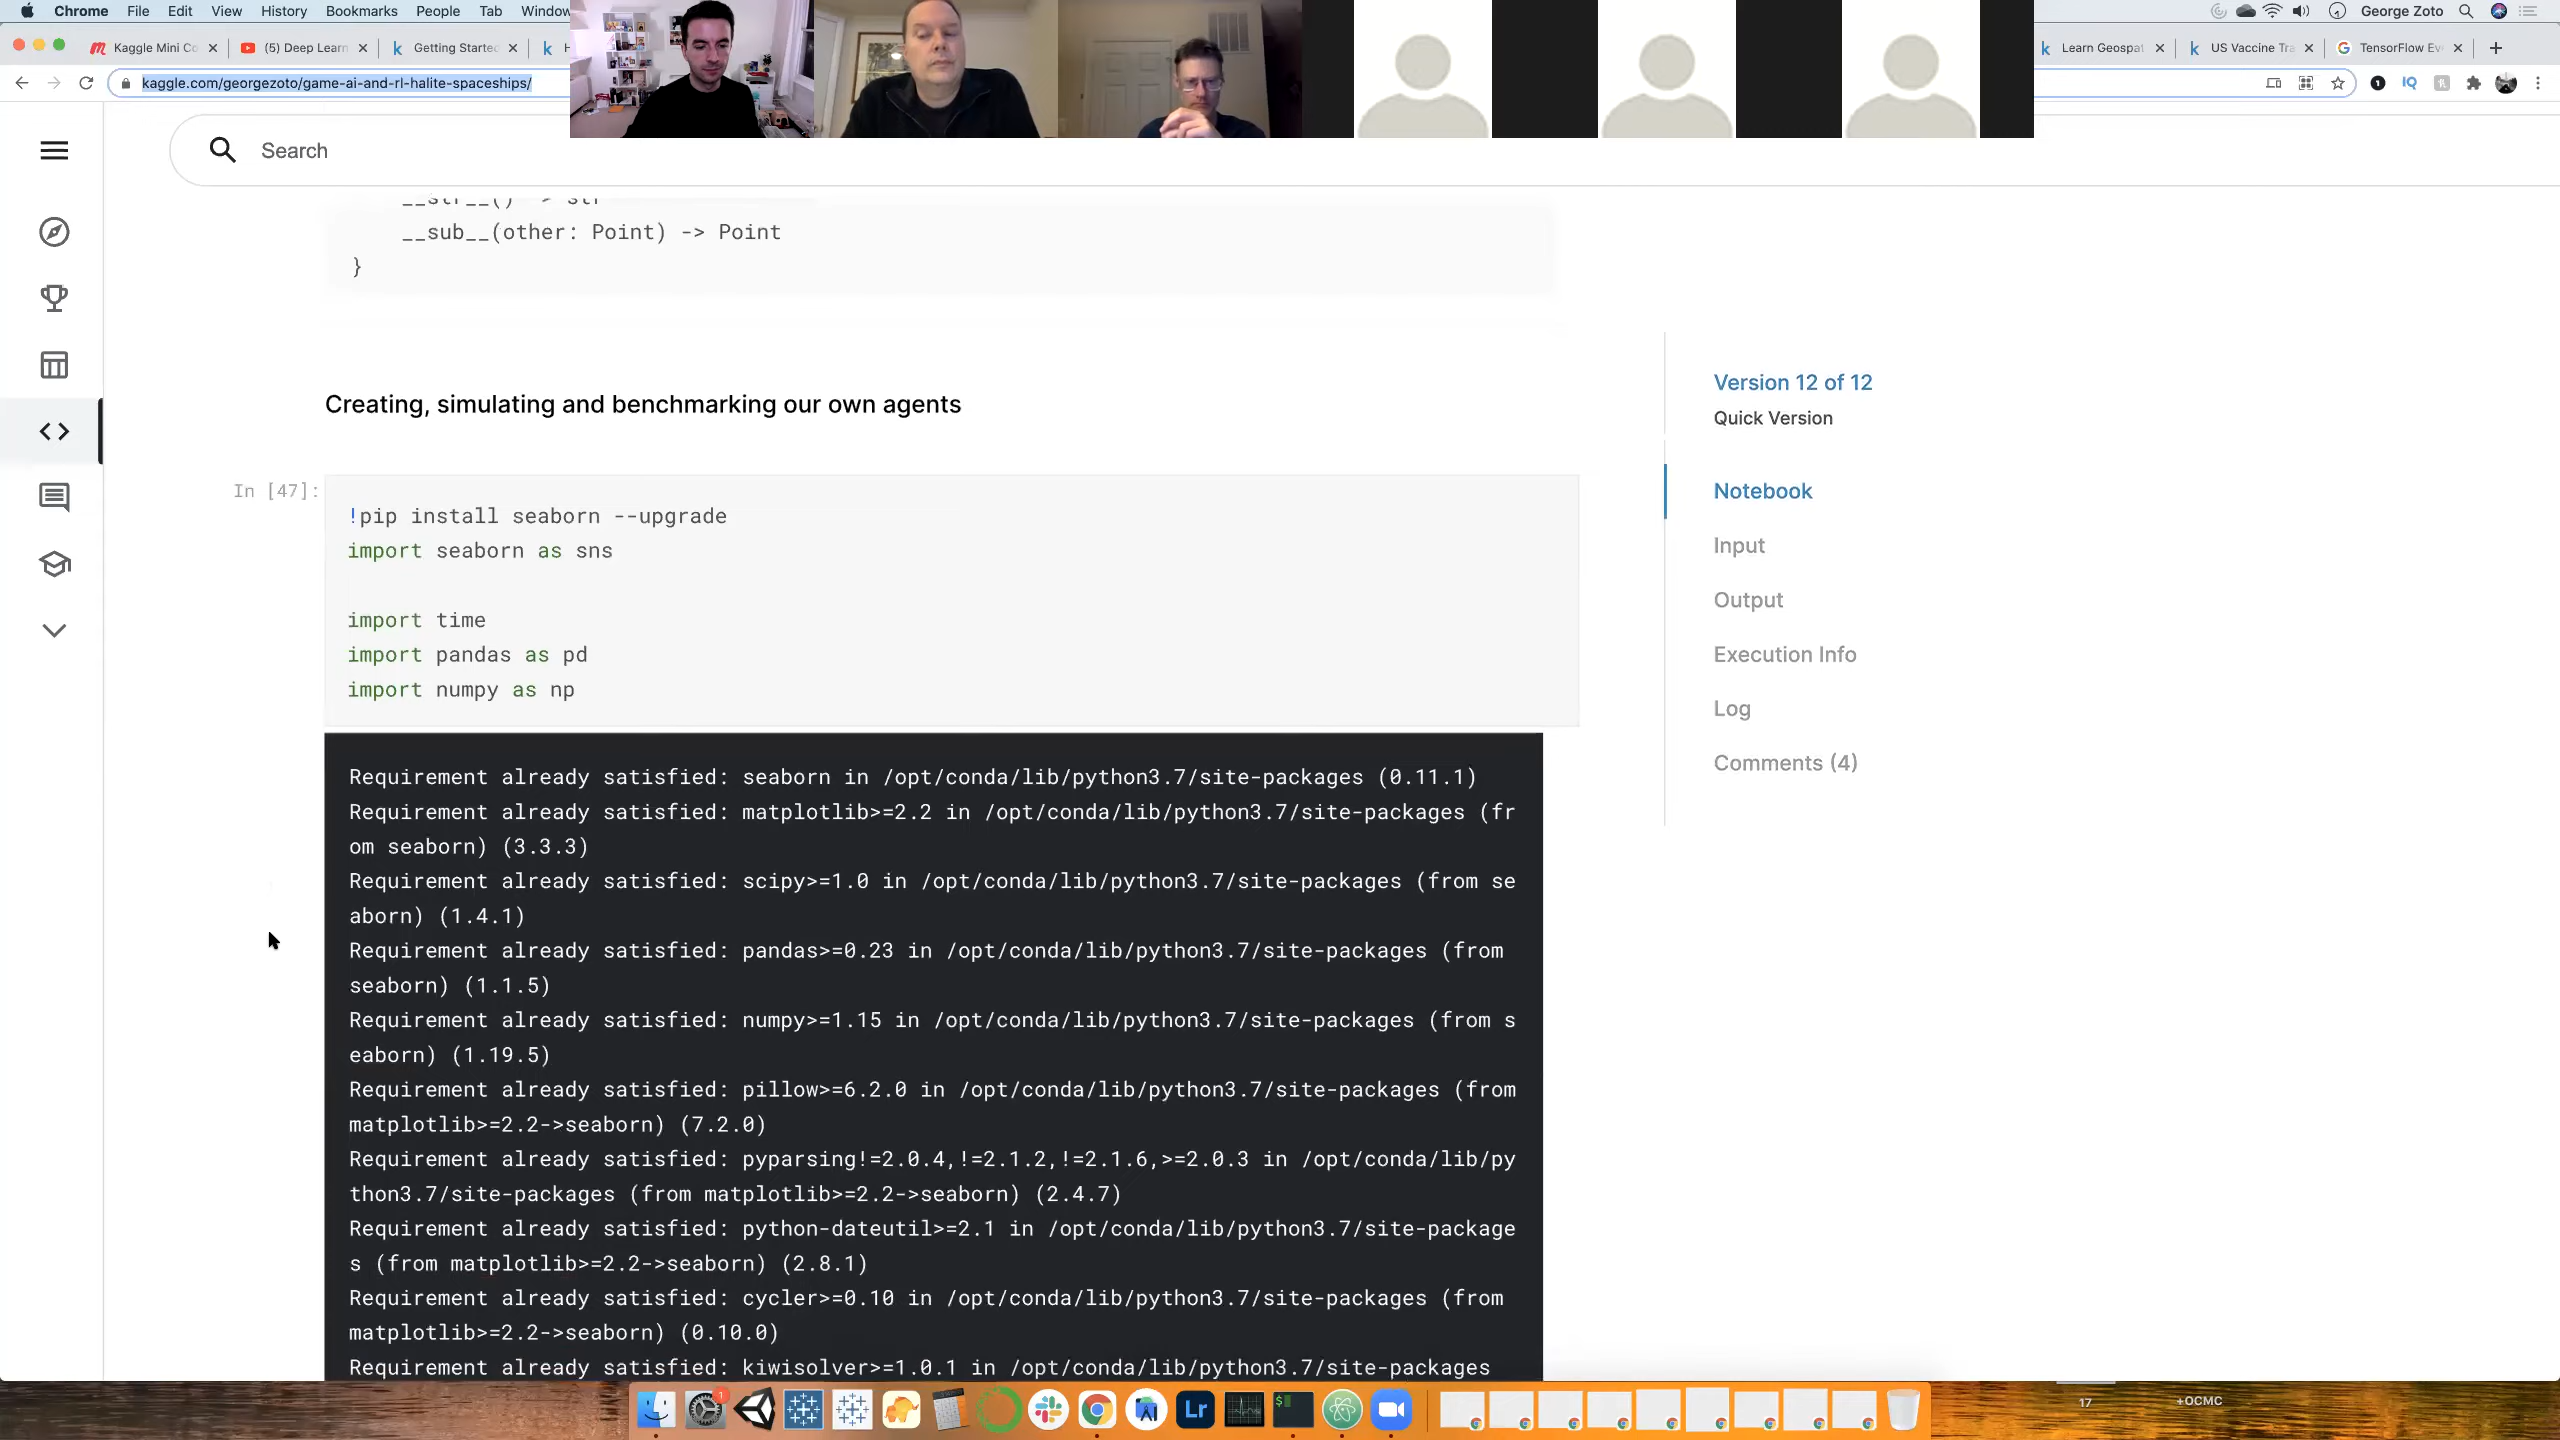 Chrome File Edit View History Bookmarks People Tab Window George Zoto
Kaggle Mini Co (5) Deep Learn Getting Starte Learn Geospat US Vaccine Tra TensorFlow Ev
kaggle.com/georgezoto/game-ai-and-rl-halite-spaceships/
Search
__str__() -> str
__sub__(other: Point) -> Point
}
Creating, simulating and benchmarking our own agents
Version 12 of 12
Quick Version
Notebook
Input
Output
Execution Info
Log
Comments (4)
In [47]:
!pip install seaborn --upgrade
import seaborn as sns
import time
import pandas as pd
import numpy as np
Requirement already satisfied: seaborn in /opt/conda/lib/python3.7/site-packages (0.11.1)
Requirement already satisfied: matplotlib>=2.2 in /opt/conda/lib/python3.7/site-packages (fr
om seaborn) (3.3.3)
Requirement already satisfied: scipy>=1.0 in /opt/conda/lib/python3.7/site-packages (from se
aborn) (1.4.1)
Requirement already satisfied: pandas>=0.23 in /opt/conda/lib/python3.7/site-packages (from
seaborn) (1.1.5)
Requirement already satisfied: numpy>=1.15 in /opt/conda/lib/python3.7/site-packages (from s
eaborn) (1.19.5)
Requirement already satisfied: pillow>=6.2.0 in /opt/conda/lib/python3.7/site-packages (from
matplotlib>=2.2->seaborn) (7.2.0)
Requirement already satisfied: pyparsing!=2.0.4,!=2.1.2,!=2.1.6,>=2.0.3 in /opt/conda/lib/py
thon3.7/site-packages (from matplotlib>=2.2->seaborn) (2.4.7)
Requirement already satisfied: python-dateutil>=2.1 in /opt/conda/lib/python3.7/site-package
s (from matplotlib>=2.2->seaborn) (2.8.1)
Requirement already satisfied: cycler>=0.10 in /opt/conda/lib/python3.7/site-packages (from
matplotlib>=2.2->seaborn) (0.10.0)
Requirement already satisfied: kiwisolver>=1.0.1 in /opt/conda/lib/python3.7/site-packages
Lr
17 +OCMC